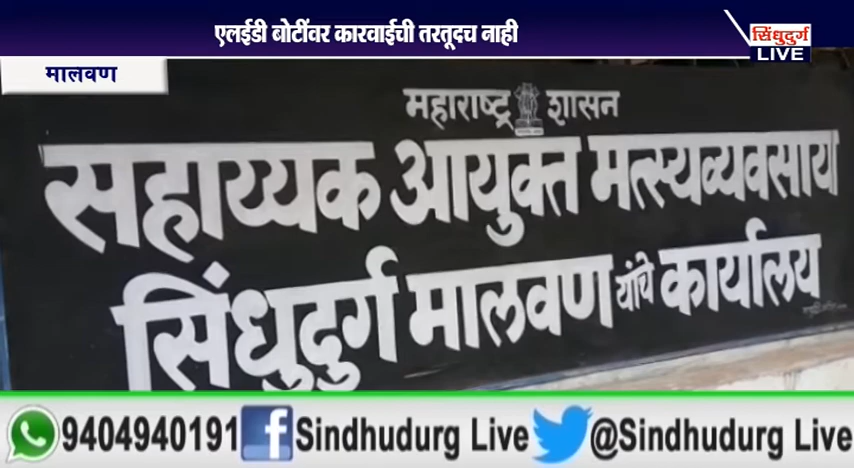 एलईडी बोटींवर कारवाईची तरतूदच नाही
सिंधुदुर्ग
LIVE
मालवण
महाराष्ट्र शासन
सहाय्यक आयुक्त मत्स्यव्यवसाय
सिंधुदुर्ग मालवण यांचे कार्यालय
9404940191 Sindhudurg Live @Sindhudurg Live